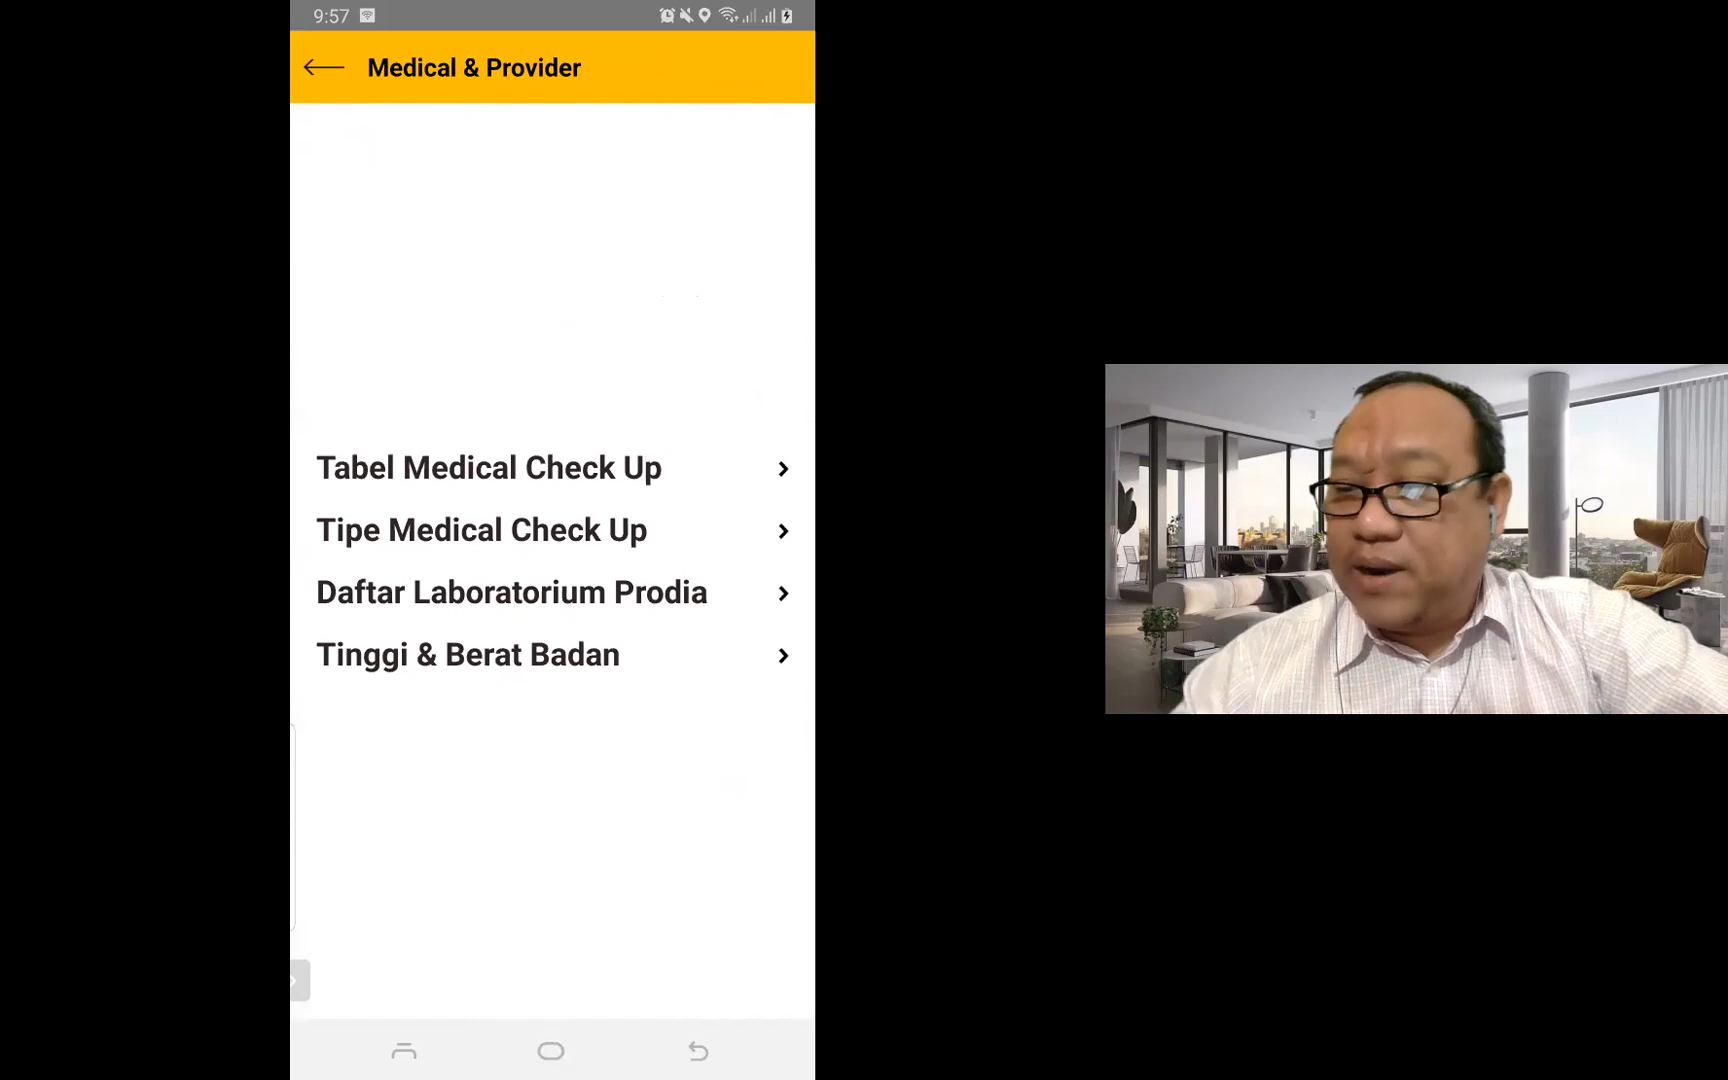 9:57
Medical & Provider
Tabel Medical Check Up
Tipe Medical Check Up
Daftar Laboratorium Prodia
Tinggi & Berat Badan